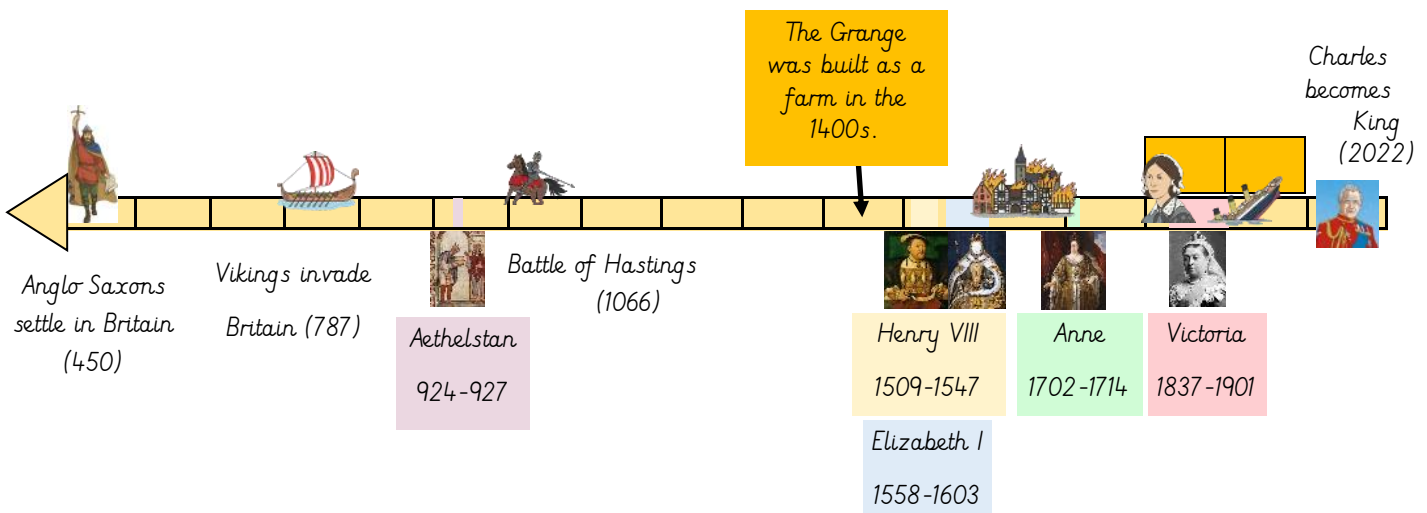 The Grange
was built as a
farm in the
1400s.
Charles
becomes
King
(2022)
Anglo Saxons
settle in Britain
(450)
Vikings invade
Britain (787)
Aethelstan
924-927
Battle of Hastings
(1066)
Henry VIII
1509-1547
Elizabeth I
1558-1603
Anne
1702-1714
Victoria
1837-1901